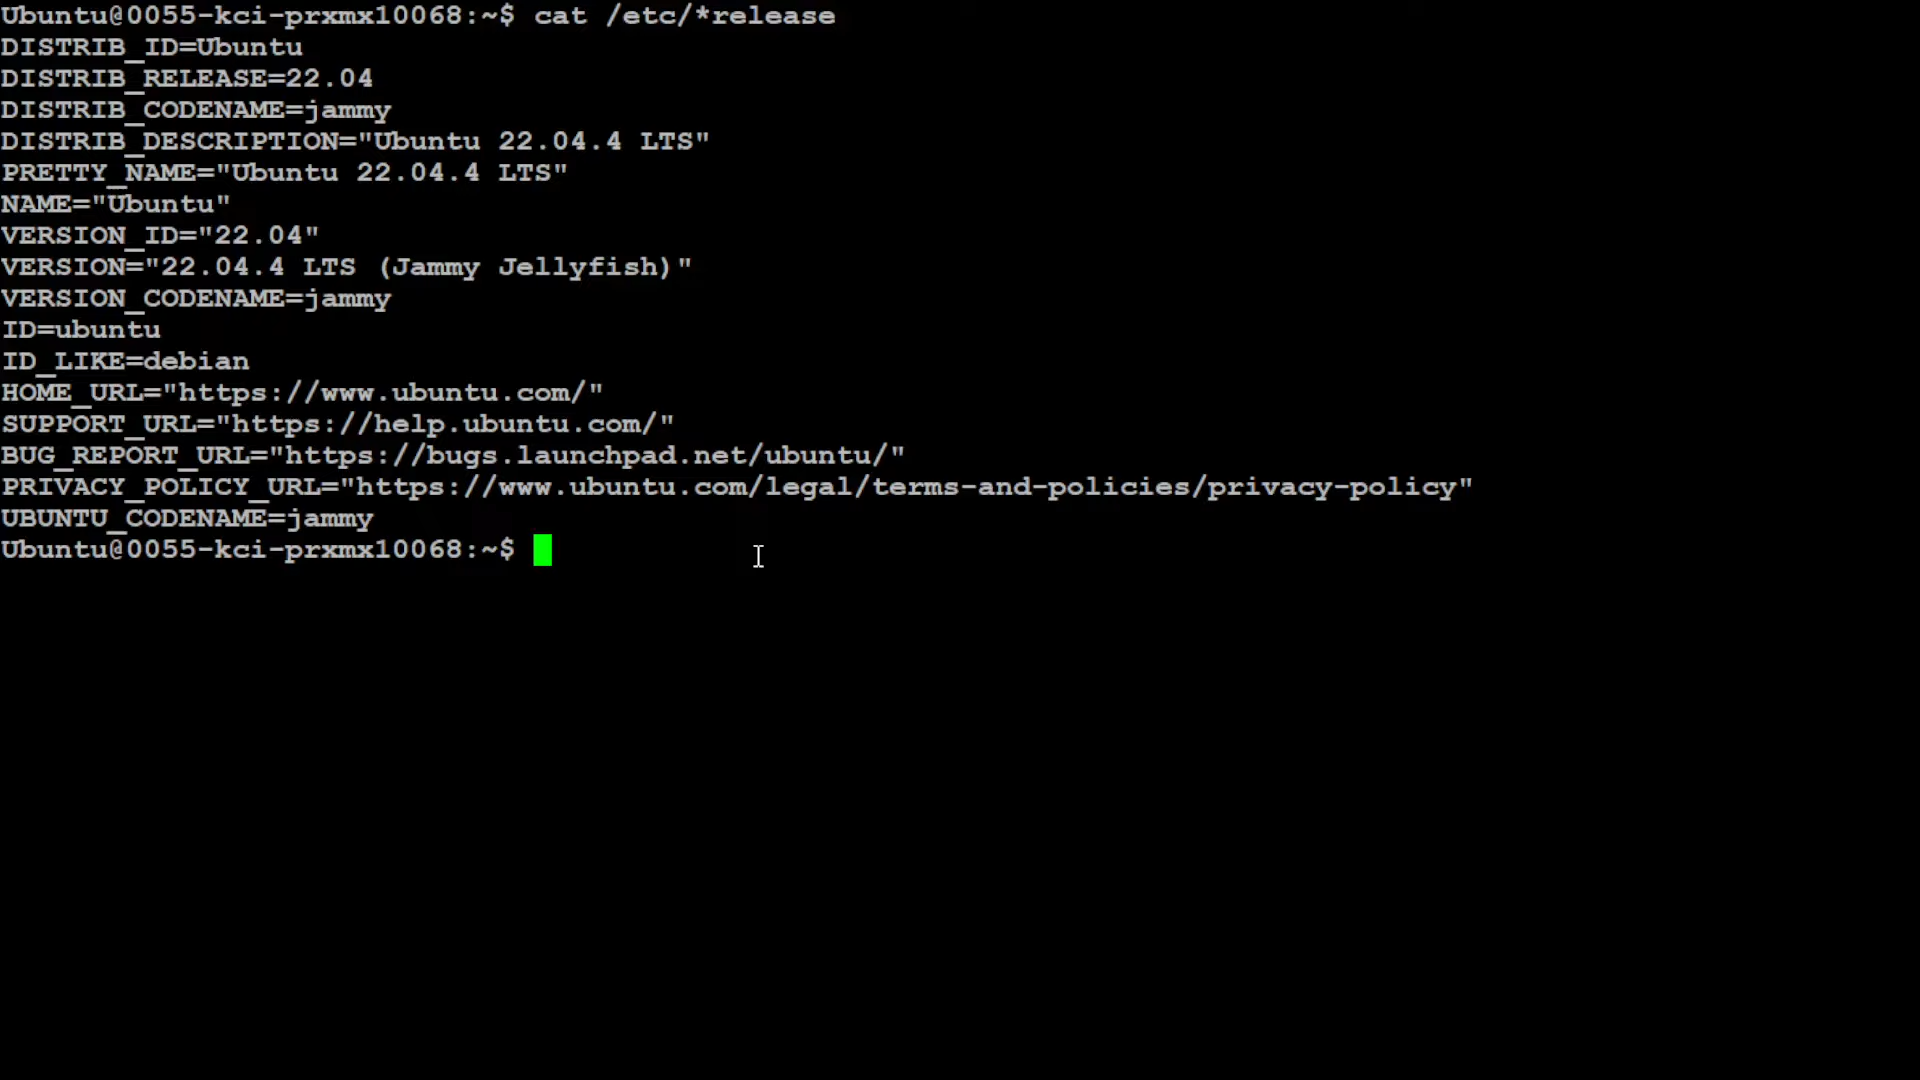 Ubuntu@0055-kci-prxmx10068:~$ cat /etc/*release
DISTRIB_ID=Ubuntu
DISTRIB_RELEASE=22.04
DISTRIB_CODENAME=jammy
DISTRIB_DESCRIPTION="Ubuntu 22.04.4 LTS"
PRETTY_NAME="Ubuntu 22.04.4 LTS"
NAME="Ubuntu"
VERSION_ID="22.04"
VERSION="22.04.4 LTS (Jammy Jellyfish)"
VERSION_CODENAME=jammy
ID=ubuntu
ID_LIKE=debian
HOME_URL="https://www.ubuntu.com/"
SUPPORT_URL="https://help.ubuntu.com/"
BUG_REPORT_URL="https://bugs.launchpad.net/ubuntu/"
PRIVACY_POLICY_URL="https://www.ubuntu.com/legal/terms-and-policies/privacy-policy"
UBUNTU_CODENAME=jammy
Ubuntu@0055-kci-prxmx10068:~$